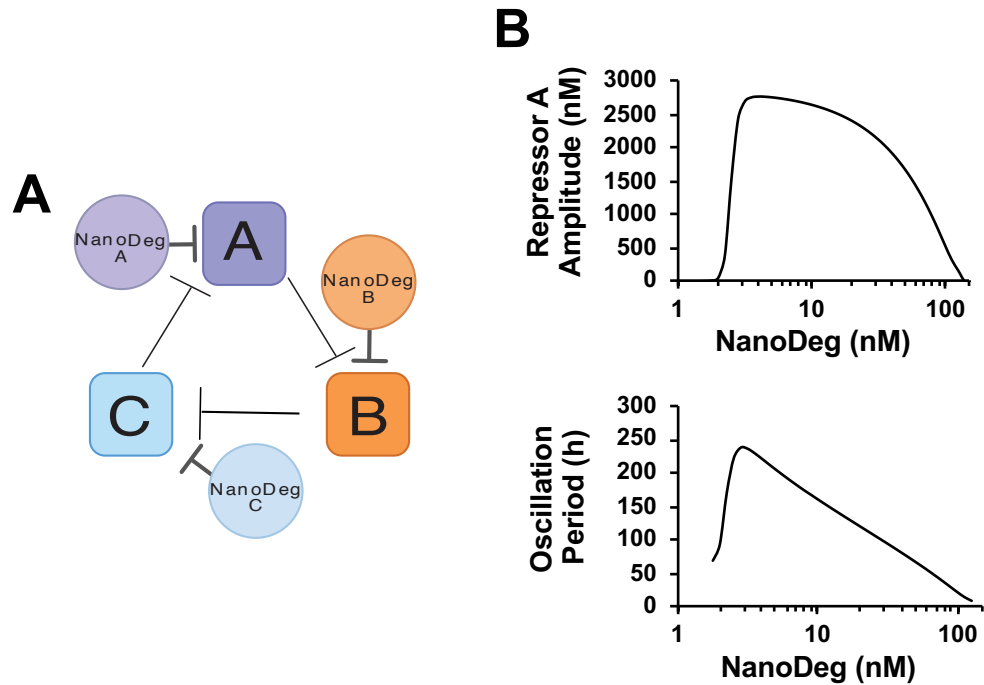 A
NanoDeg
A
A
NanoDeg
B
C
B
NanoDeg
C
B
Repressor A
Amplitude (nM)
3000
2500
2000
1500
1000
500
0
1
10
100
NanoDeg (nM)
Oscillation
Period (h)
300
250
200
150
100
50
0
1
10
100
NanoDeg (nM)